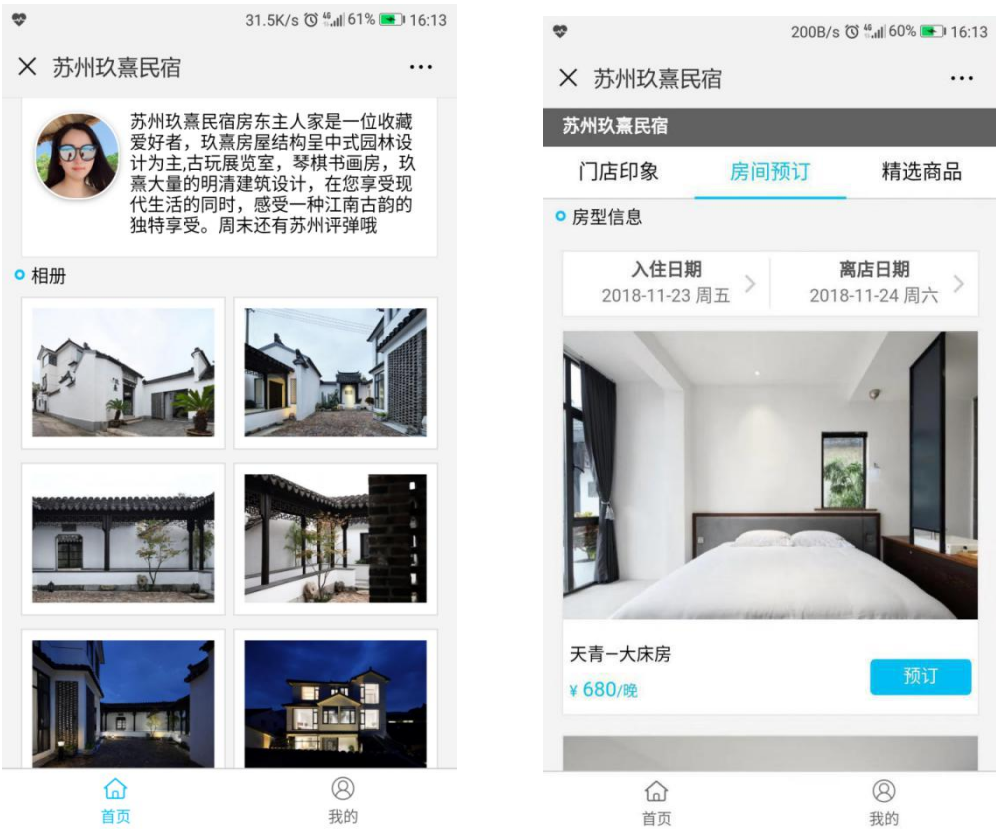 31.5K/s 46 61% 16:13
苏州玖熹民宿
苏州玖熹民宿房东主人家是一位收藏
爱好者，玖熹房屋结构呈中式园林设
计为主,古玩展览室，琴棋书画房，玖
熹大量的明清建筑设计，在您享受现
代生活的同时，感受一种江南古韵的
独特享受。周末还有苏州评弹哦
相册
首页 我的
200B/s 46 60% 16:13
苏州玖熹民宿
苏州玖熹民宿
门店印象 房间预订 精选商品
房型信息
入住日期 离店日期
2018-11-23 周五 2018-11-24 周六
天青—大床房
¥ 680/晚
预订
首页 我的